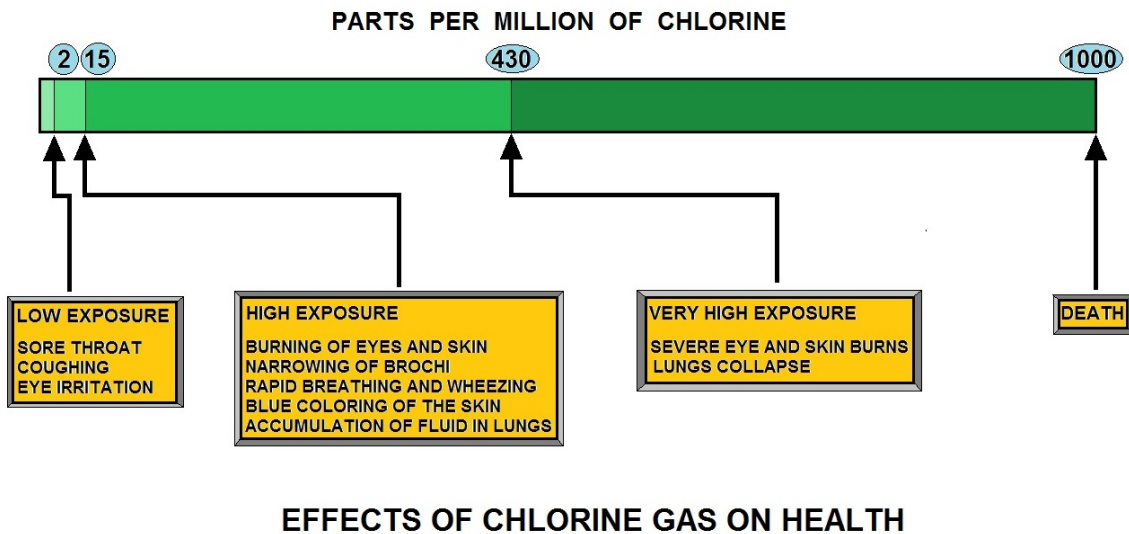 PARTS PER MILLION OF CHLORINE
2 15 430 1000
LOW EXPOSURE
SORE THROAT
COUGHING
EYE IRRITATION
HIGH EXPOSURE
BURNING OF EYES AND SKIN
NARROWING OF BROCHI
RAPID BREATHING AND WHEEZING
BLUE COLORING OF THE SKIN
ACCUMULATION OF FLUID IN LUNGS
VERY HIGH EXPOSURE
SEVERE EYE AND SKIN BURNS
LUNGS COLLAPSE
DEATH
EFFECTS OF CHLORINE GAS ON HEALTH